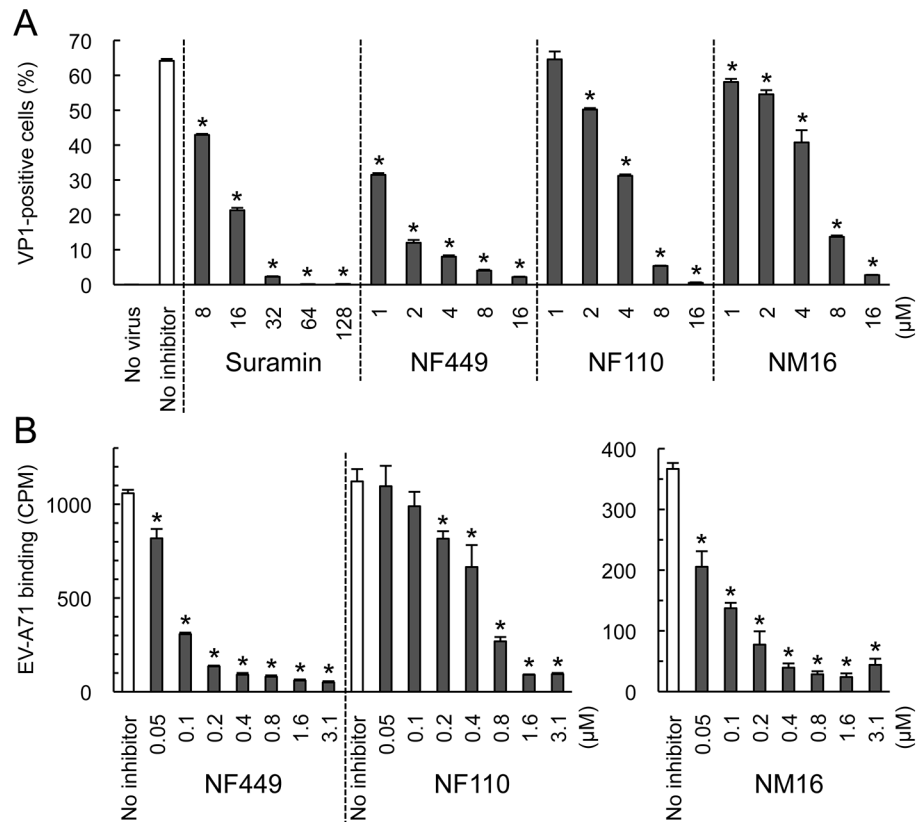 A
VP1-positive cells (%)
70
60
50
40
30
20
10
0
* * * * * * * * * * * * * * * * * * *
No virus
No inhibitor
8 16 32 64 128
1 2 4 8 16
1 2 4 8 16
1 2 4 8 16
(μM)
Suramin NF449 NF110 NM16
B
EV-A71 binding (CPM)
1000
500
0
* * * * * * * * * * * *
No inhibitor 0.05 0.1 0.2 0.4 0.8 1.6 3.1
No inhibitor 0.05 0.1 0.2 0.4 0.8 1.6 3.1
(μM)
NF449 NF110
400
300
200
100
0
* * * * * * *
No inhibitor 0.05 0.1 0.2 0.4 0.8 1.6 3.1
(μM)
NM16